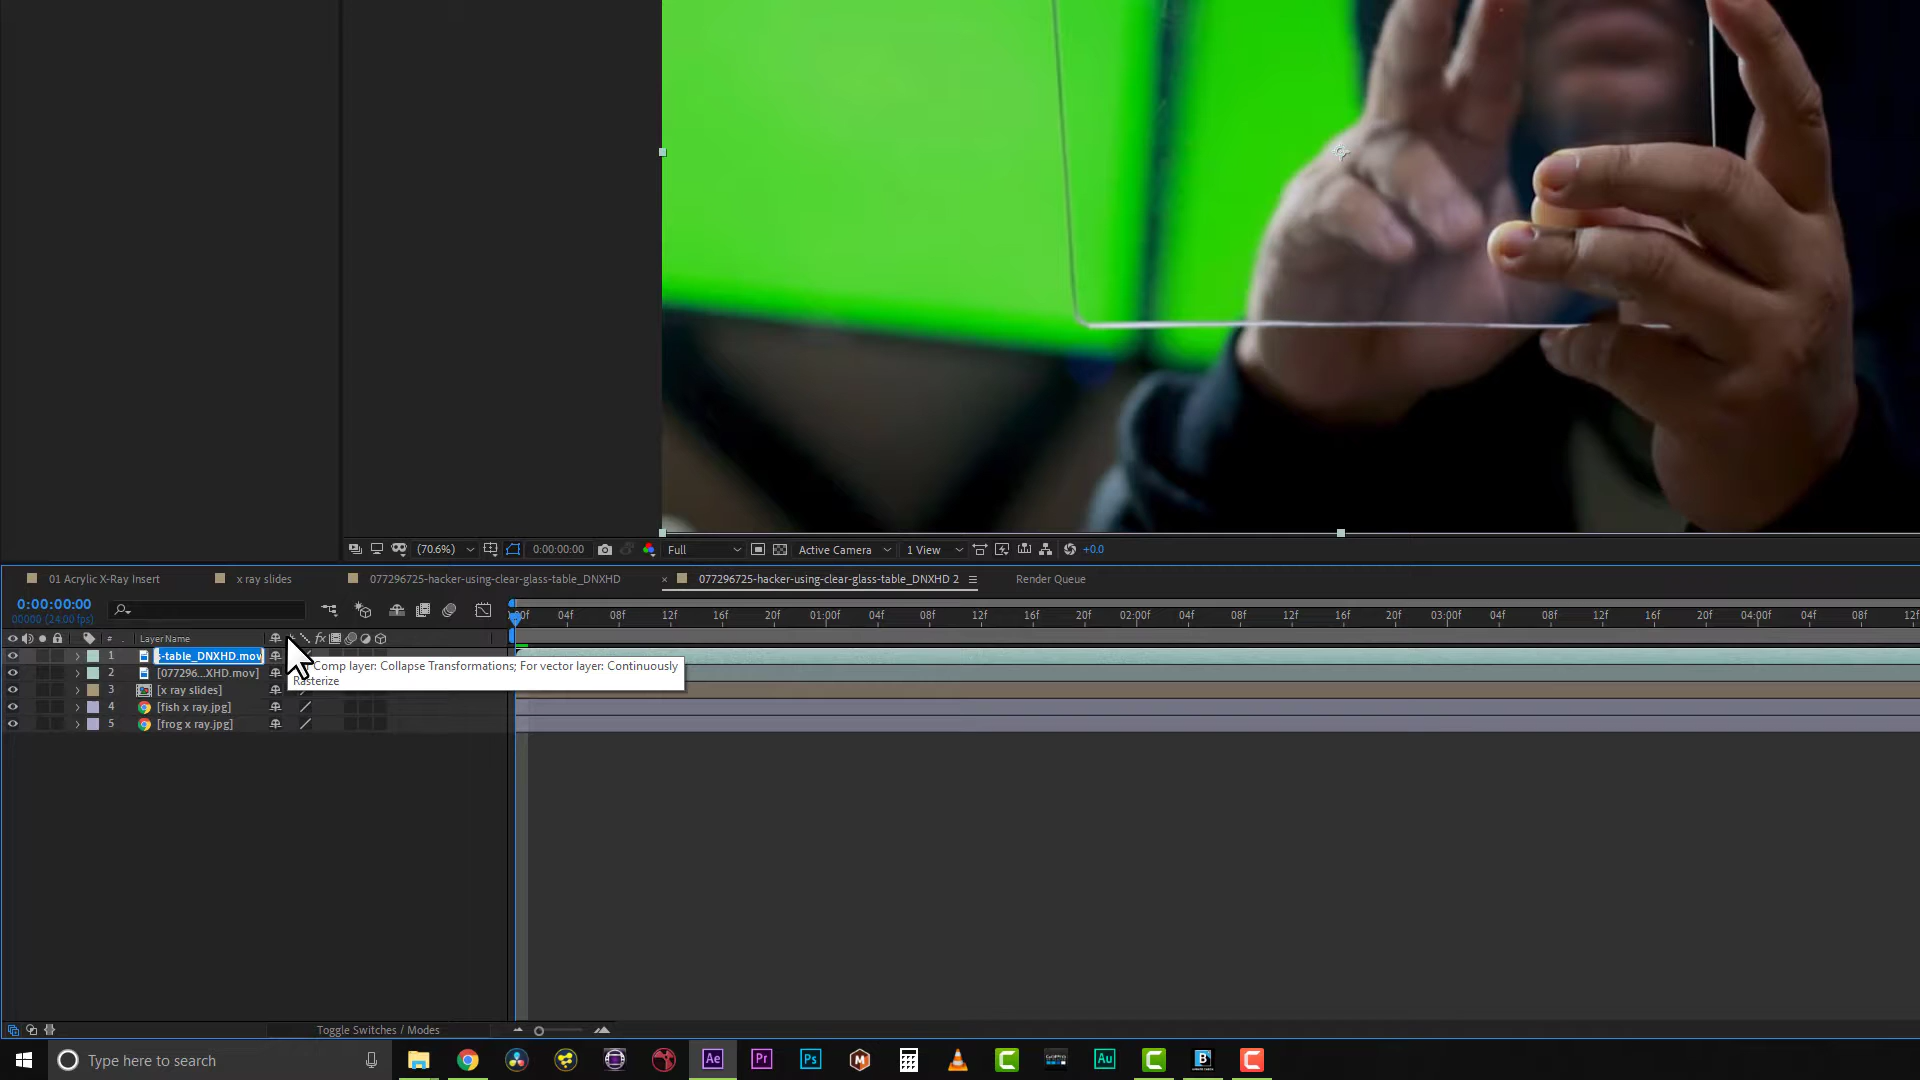 (70.6%) 0:00:00:00 Full Active Camera 1 View +0.0
01 Acrylic X-Ray Insert x ray slides 077296725-hacker-using-clear-glass-table_DNXHD × 077296725-hacker-using-clear-glass-table_DNXHD 2 Render Queue
0:00:00:00
00000 (24.00 fps)
00f 04f 08f 12f 16f 20f 01:00f 04f 08f 12f 16f 20f 02:00f 04f 08f 12f 16f 20f 03:00f 04f 08f 12f 16f 20f 04:00f 04f 08f 12f
# Layer Name fx
1 s-table_DNXHD.mov
Comp layer: Collapse Transformations; For vector layer: Continuously
Rasterize
2 [077296...XHD.mov]
3 [x ray slides]
4 [fish x ray.jpg]
5 [frog x ray.jpg]
Toggle Switches / Modes
Type here to search
Ae Pr Ps M C Au C B C